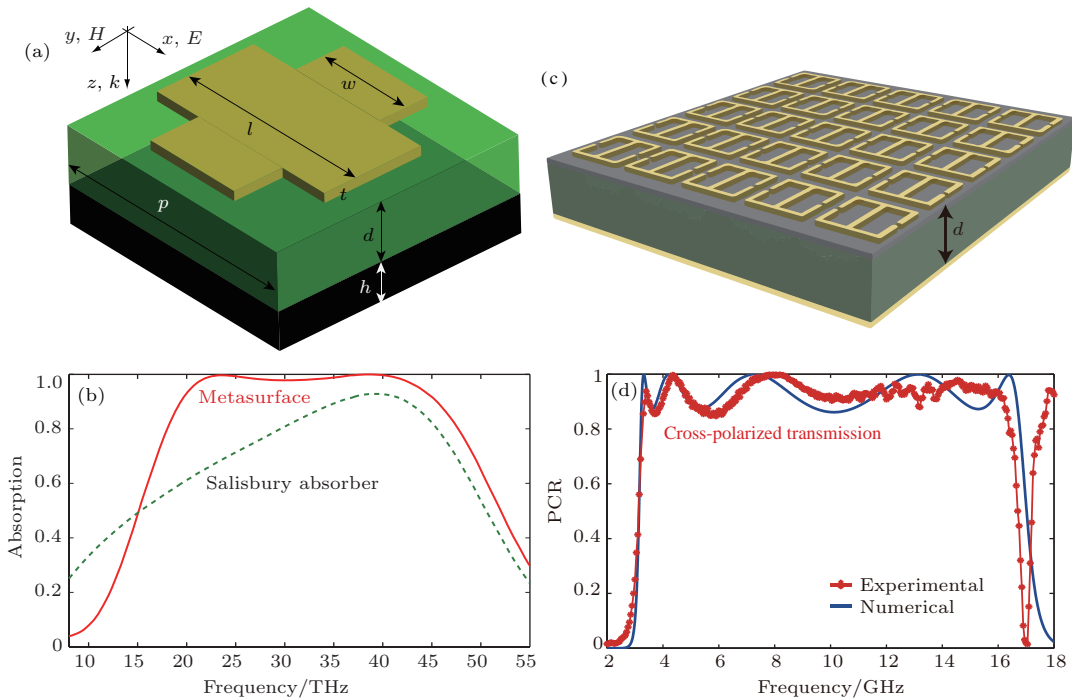 (a)
y, H
x, E
z, k
w
l
t
p
d
h
(c)
d
(b)
Metasurface
Salisbury absorber
Absorption
1.0
0.8
0.6
0.4
0.2
0
10 15 20 25 30 35 40 45 50 55
Frequency/THz
(d)
Cross-polarized transmission
Experimental
Numerical
PCR
1
0.8
0.6
0.4
0.2
0
2 4 6 8 10 12 14 16 18
Frequency/GHz